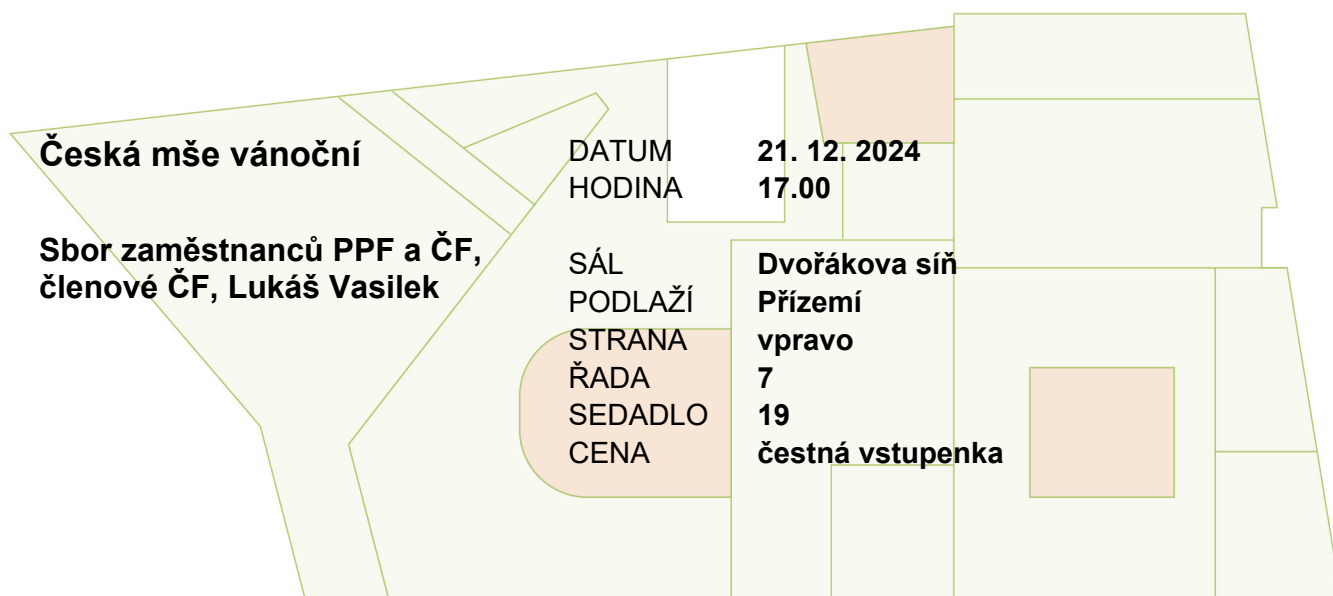 Česká mše vánoční
Sbor zaměstnanců PPF a ČF,
členové ČF, Lukáš Vasilek
DATUM 21. 12. 2024
HODINA 17.00
SÁL Dvořákova síň
PODLAŽÍ Přízemí
STRANA vpravo
ŘADA 7
SEDADLO 19
CENA čestná vstupenka